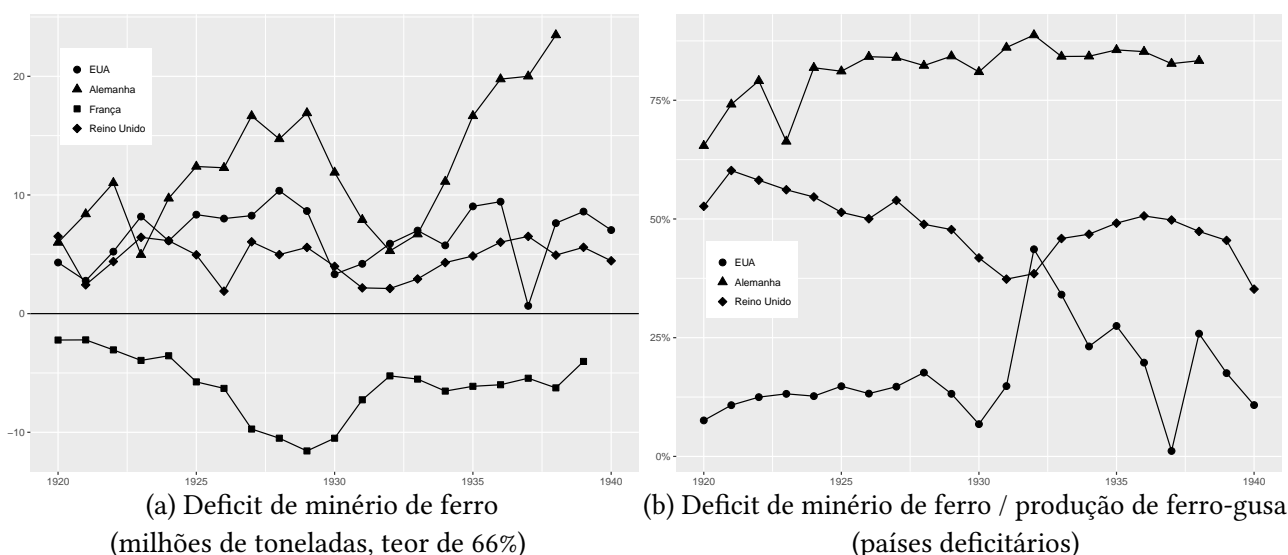 20
10
0
−10
EUA
Alemanha
França
Reino Unido
1920
1925
1930
1935
1940
(a) Deficit de minério de ferro
(milhões de toneladas, teor de 66%)
75%
50%
25%
0%
EUA
Alemanha
Reino Unido
1920
1925
1930
1935
1940
(b) Deficit de minério de ferro / produção de ferro-gusa
(países deficitários)